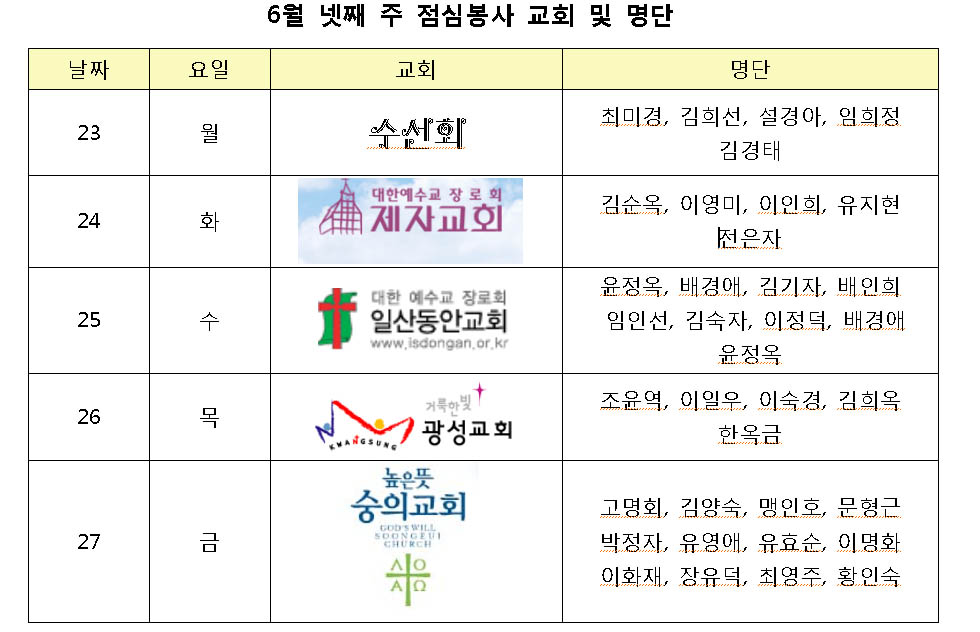 6월 넷째 주 점심봉사 교회 및 명단
날짜 요일 교회 명단
23 월 수선회 최미경, 김희선, 설경아, 임희정
김경태
24 화 대한예수교 장로회
제자교회
김순옥, 이영미, 이인희, 유지현
전은자
25 수 대한 예수교 장로회
일산동안교회
www.isdongan.or.kr
윤정옥, 배경애, 김기자, 배인희
임인선, 김숙자, 이정덕, 배경애
윤정옥
26 목 거룩한빛
광성교회
KWANGSUNG
조윤역, 이일우, 이숙경, 김희옥
한옥금
27 금 높은뜻
숭의교회
GOD'S WILL
SOONGEUI
CHURCH
Λ Ο
Α Ω
고명회, 김양숙, 맹인호, 문형근
박정자, 유영애, 유효순, 이명화
이화재, 장유덕, 최영주, 황인숙